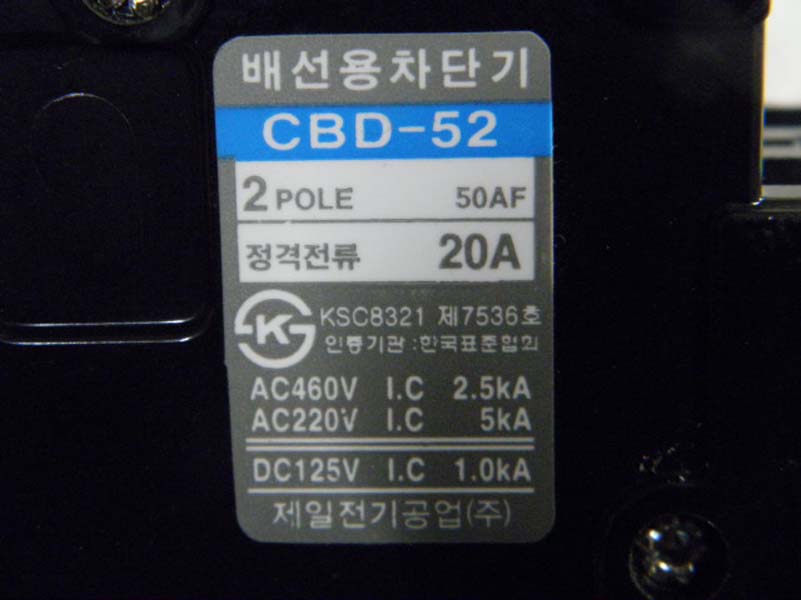 배선용차단기
CBD-52
2 POLE 50AF
정격전류 20A
KSC8321 제7536호
인증기관 :한국표준협회
AC460V I.C 2.5kA
AC220V I.C 5kA
DC125V I.C 1.0kA
제일전기공업(주)